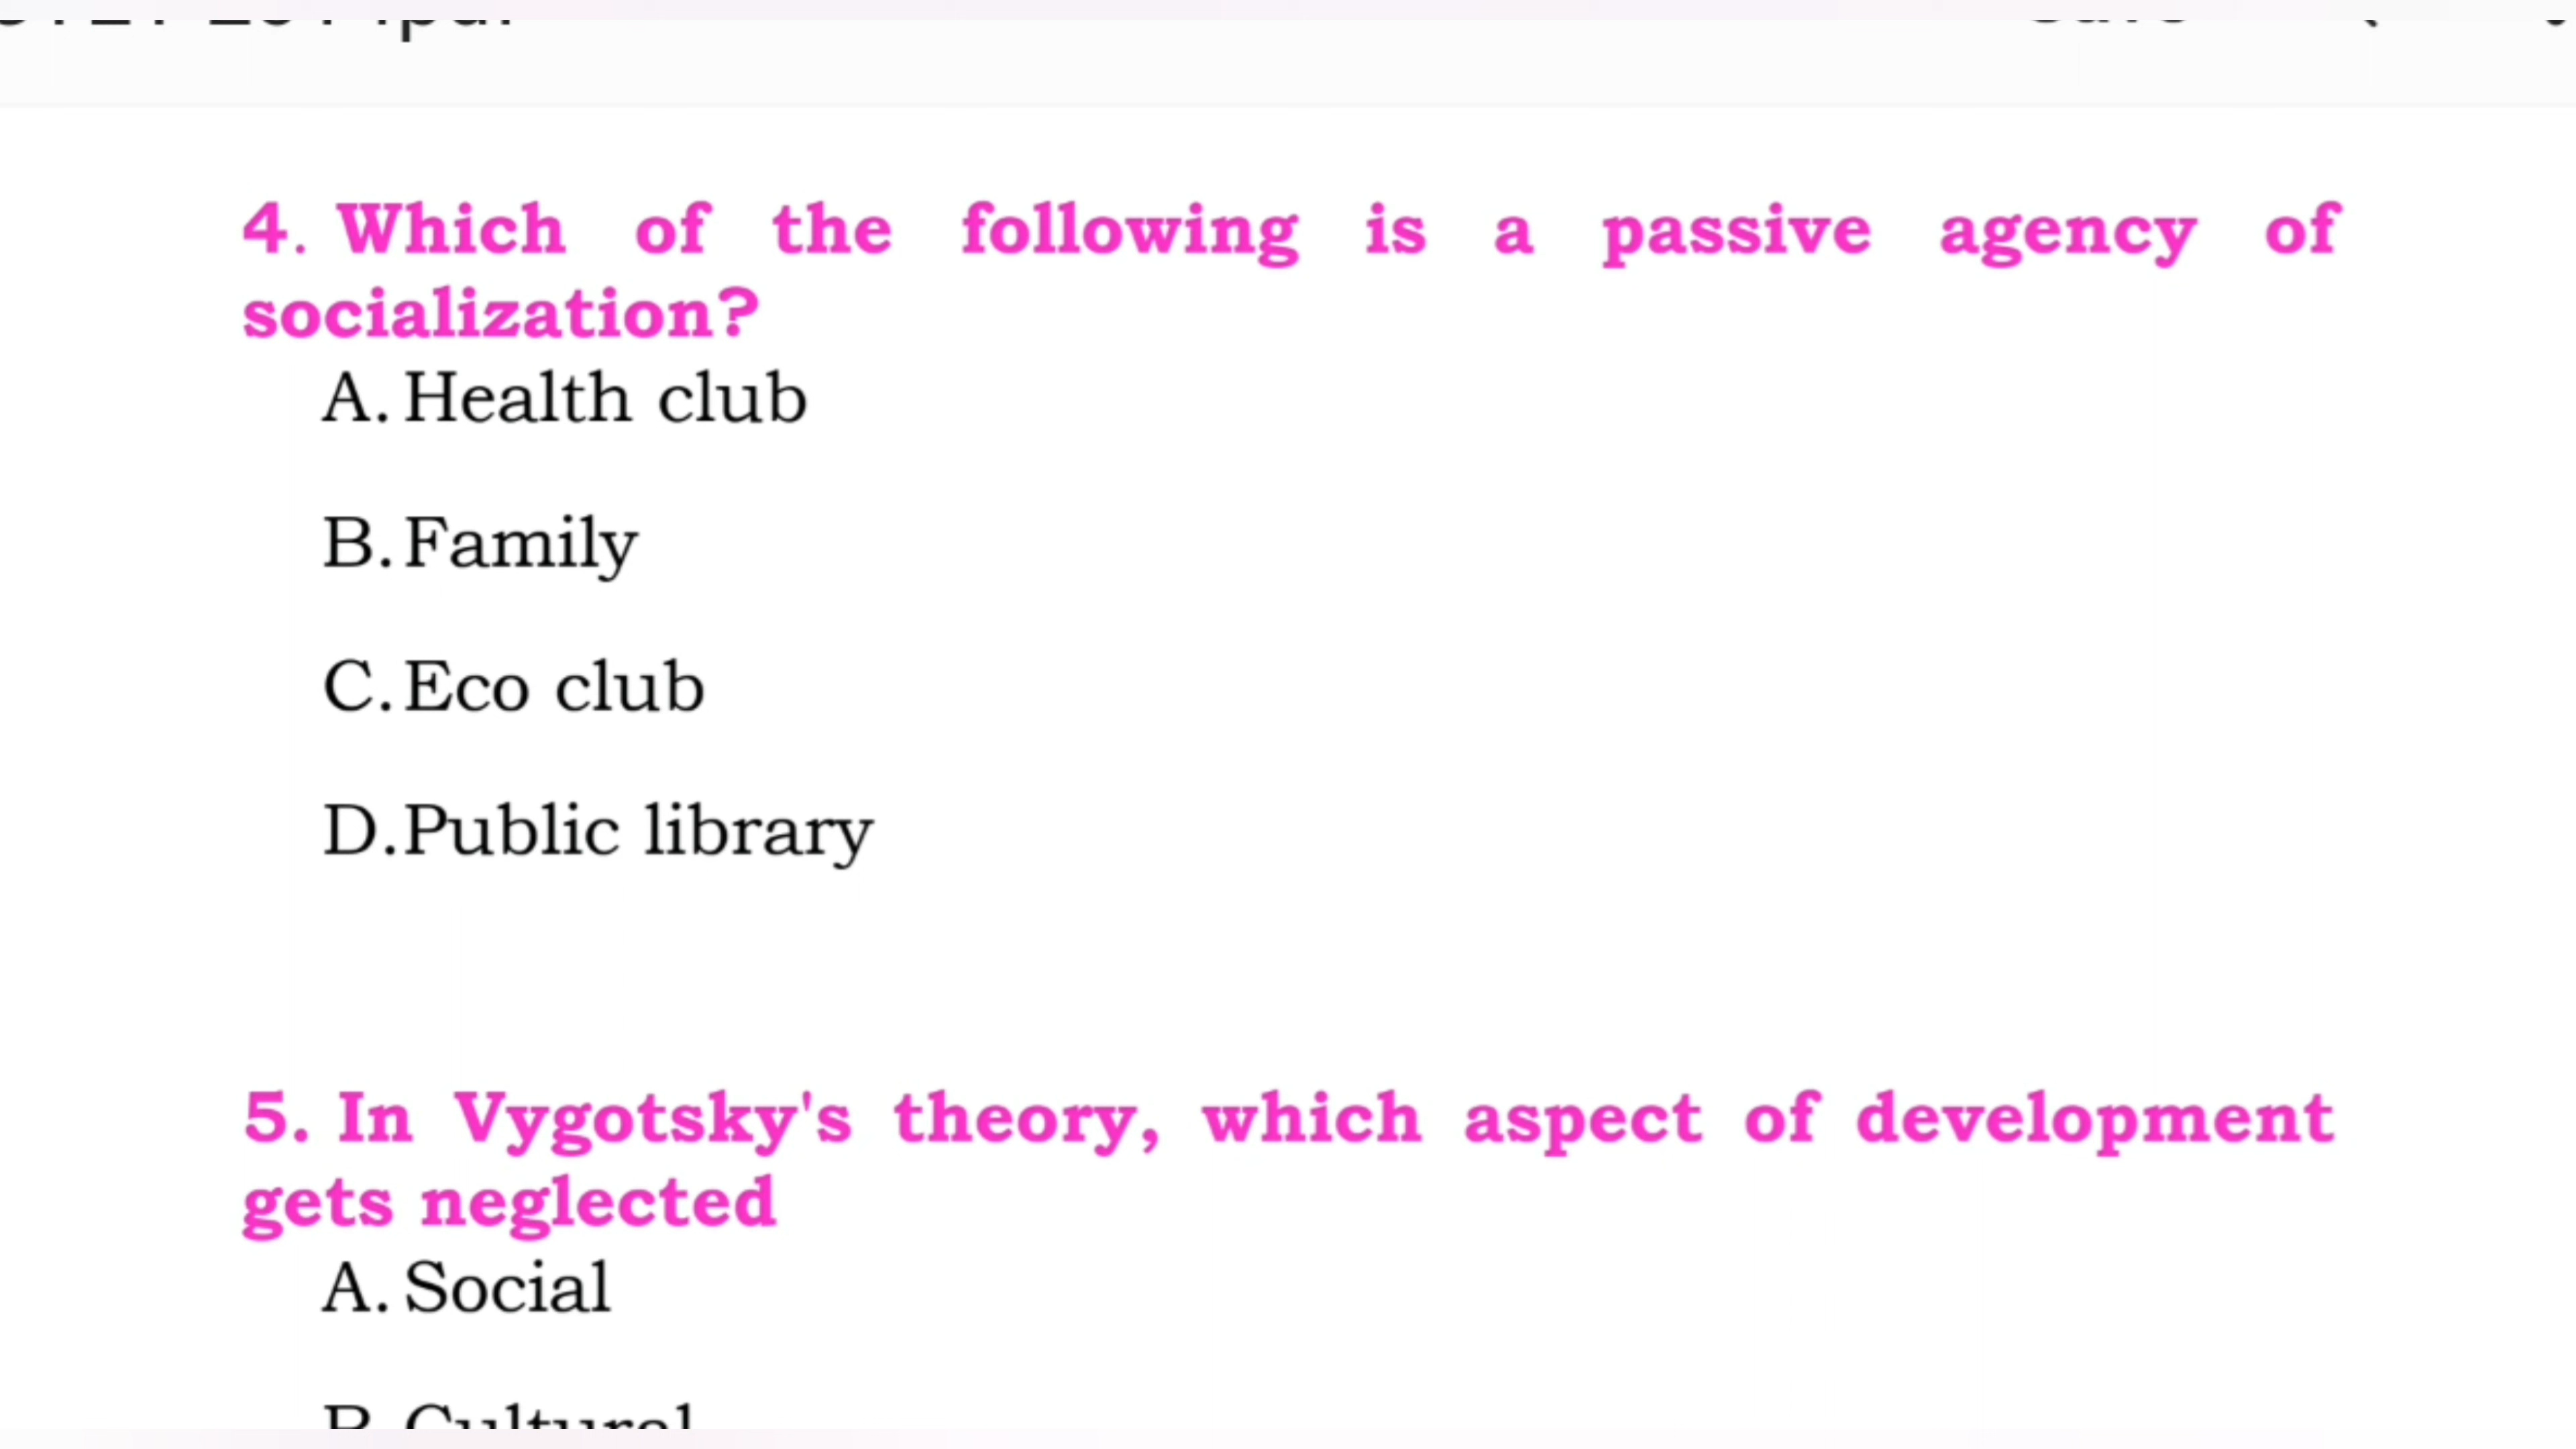 4. Which of the following is a passive agency of
socialization?
A. Health club
B. Family
C. Eco club
D. Public library
5. In Vygotsky's theory, which aspect of development
gets neglected
A. Social
B. Cultural